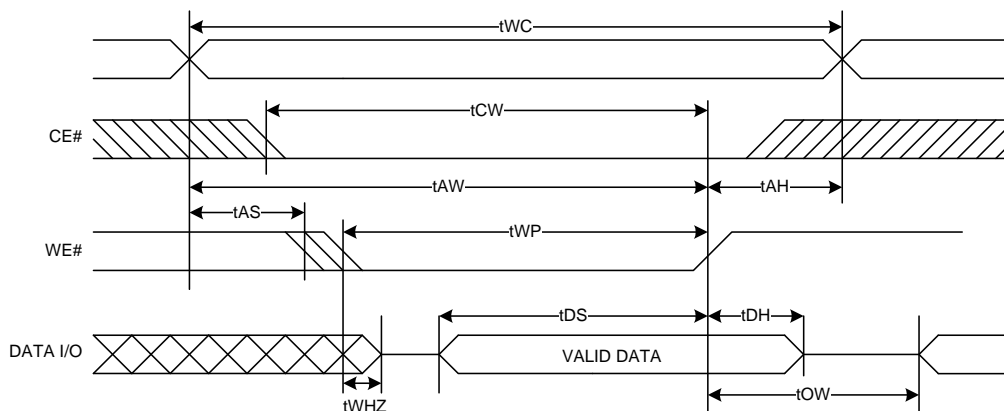 tWC
tCW
CE#
tAW
tAH
tAS
WE#
tWP
tDS
tDH
DATA I/O
VALID DATA
tWHZ
tOW